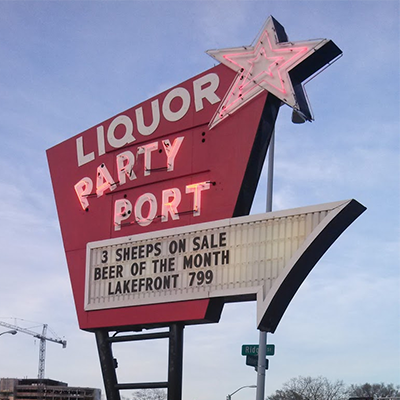 LIQUOR
PARTY
PORT
3 SHEEPS ON SALE
BEER OF THE MONTH
LAKEFRONT 799